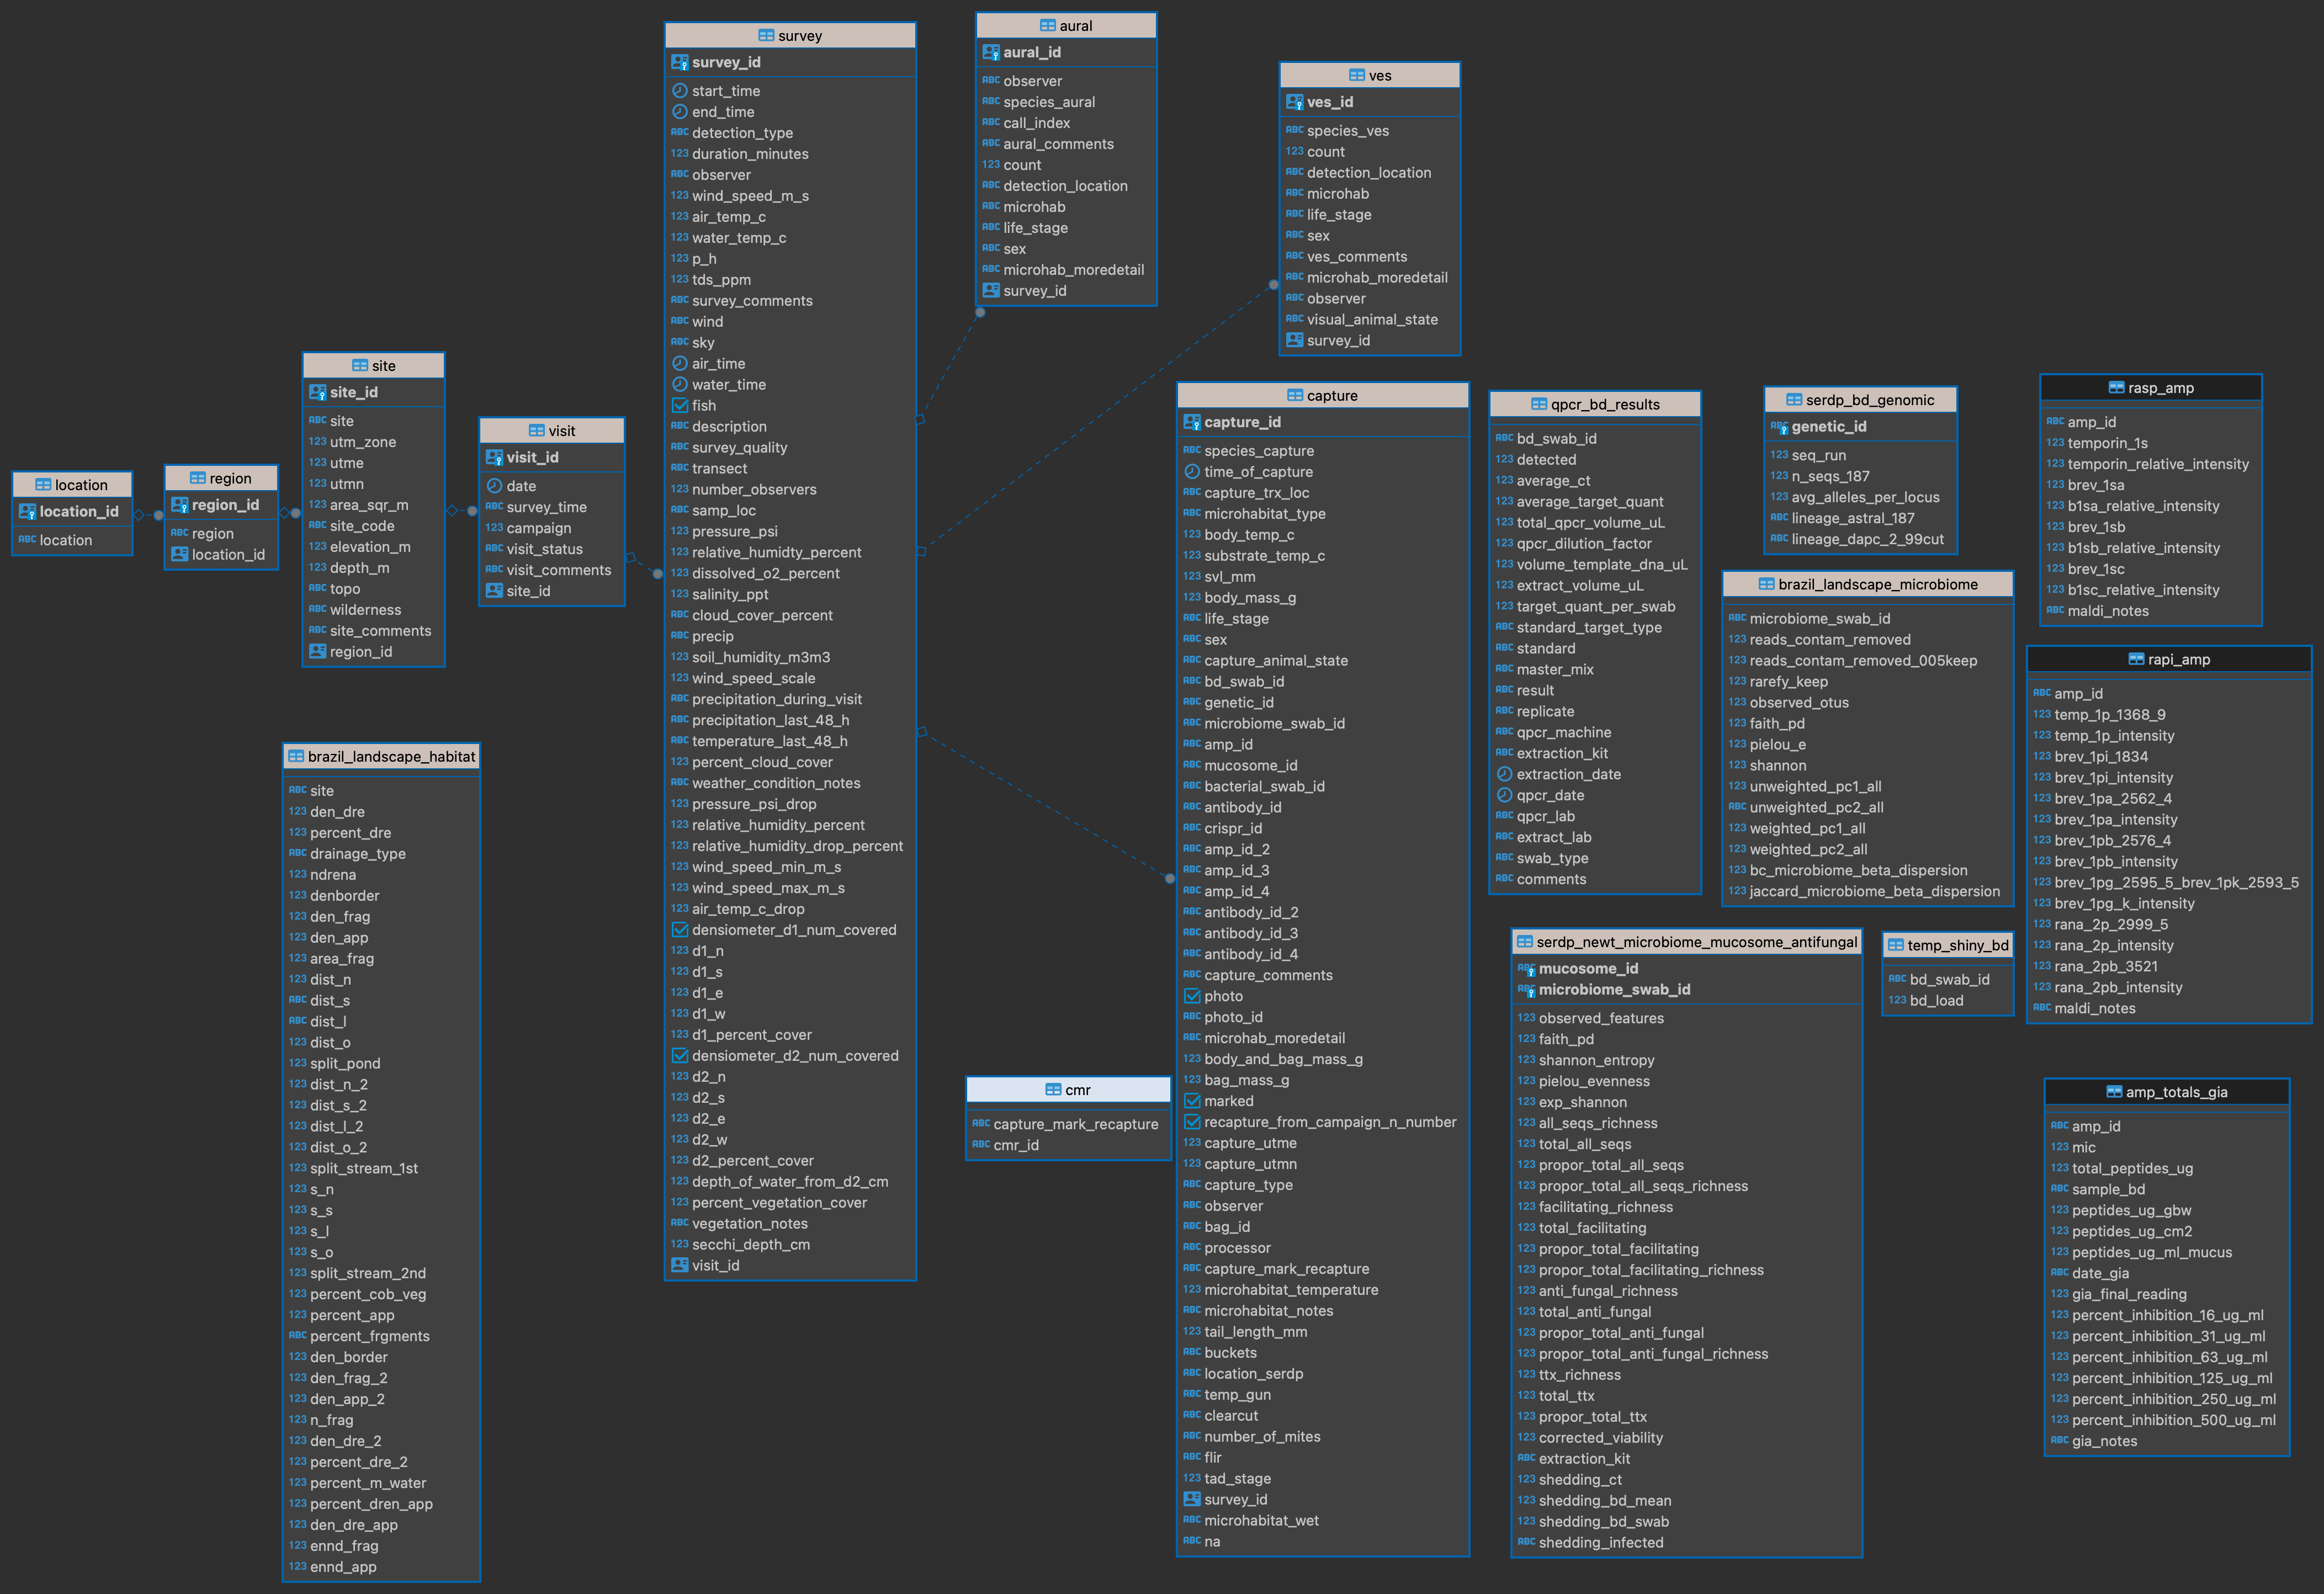 location
location_id
ABC location
region
region_id
ABC region
location_id
site
site_id
ABC site
123 utm_zone
123 utme
123 utmn
123 area_sqr_m
ABC site_code
123 elevation_m
123 depth_m
ABC topo
ABC wilderness
ABC site_comments
region_id
visit
visit_id
date
ABC survey_time
123 campaign
ABC visit_status
ABC visit_comments
site_id
brazil_landscape_habitat
ABC site
123 den_dre
123 percent_dre
ABC drainage_type
123 ndrena
123 denborder
123 den_frag
123 den_app
123 area_frag
123 dist_n
ABC dist_s
ABC dist_l
123 dist_o
123 split_pond
123 dist_n_2
123 dist_s_2
123 dist_l_2
123 dist_o_2
123 split_stream_1st
123 s_n
123 s_s
123 s_l
123 s_o
123 split_stream_2nd
123 percent_cob_veg
123 percent_app
ABC percent_frgments
123 den_border
123 den_frag_2
123 den_app_2
123 n_frag
123 den_dre_2
123 percent_dre_2
123 percent_m_water
123 percent_dren_app
123 den_dre_app
123 ennd_frag
123 ennd_app
survey
survey_id
start_time
end_time
ABC detection_type
123 duration_minutes
ABC observer
123 wind_speed_m_s
123 air_temp_c
123 water_temp_c
123 p_h
123 tds_ppm
ABC survey_comments
ABC wind
ABC sky
air_time
water_time
fish
ABC description
ABC survey_quality
ABC transect
123 number_observers
ABC samp_loc
123 pressure_psi
123 relative_humidty_percent
123 dissolved_o2_percent
123 salinity_ppt
123 cloud_cover_percent
ABC precip
123 soil_humidity_m3m3
123 wind_speed_scale
ABC precipitation_during_visit
ABC precipitation_last_48_h
ABC temperature_last_48_h
123 percent_cloud_cover
ABC weather_condition_notes
123 pressure_psi_drop
123 relative_humidity_percent
123 relative_humidity_drop_percent
123 wind_speed_min_m_s
123 wind_speed_max_m_s
123 air_temp_c_drop
densiometer_d1_num_covered
123 d1_n
123 d1_s
123 d1_e
123 d1_w
123 d1_percent_cover
densiometer_d2_num_covered
123 d2_n
123 d2_s
123 d2_e
123 d2_w
123 d2_percent_cover
123 depth_of_water_from_d2_cm
123 percent_vegetation_cover
ABC vegetation_notes
123 secchi_depth_cm
visit_id
aural
aural_id
ABC observer
ABC species_aural
ABC call_index
ABC aural_comments
123 count
ABC detection_location
ABC microhab
ABC life_stage
ABC sex
ABC microhab_moredetail
survey_id
ves
ves_id
ABC species_ves
123 count
ABC detection_location
ABC microhab
ABC life_stage
ABC sex
ABC ves_comments
ABC microhab_moredetail
ABC observer
ABC visual_animal_state
survey_id
cmr
ABC capture_mark_recapture
ABC cmr_id
capture
capture_id
ABC species_capture
time_of_capture
ABC capture_trx_loc
ABC microhabitat_type
123 body_temp_c
123 substrate_temp_c
123 svl_mm
123 body_mass_g
ABC life_stage
ABC sex
ABC capture_animal_state
ABC bd_swab_id
ABC genetic_id
ABC microbiome_swab_id
ABC amp_id
ABC mucosome_id
ABC bacterial_swab_id
ABC antibody_id
ABC crispr_id
ABC amp_id_2
ABC amp_id_3
ABC amp_id_4
ABC antibody_id_2
ABC antibody_id_3
ABC antibody_id_4
ABC capture_comments
photo
ABC photo_id
ABC microhab_moredetail
123 body_and_bag_mass_g
123 bag_mass_g
marked
recapture_from_campaign_n_number
123 capture_utme
123 capture_utmn
ABC capture_type
ABC observer
ABC bag_id
ABC processor
ABC capture_mark_recapture
123 microhabitat_temperature
ABC microhabitat_notes
123 tail_length_mm
ABC buckets
ABC location_serdp
ABC temp_gun
ABC clearcut
ABC number_of_mites
ABC flir
123 tad_stage
survey_id
ABC microhabitat_wet
ABC na
qpcr_bd_results
ABC bd_swab_id
123 detected
123 average_ct
123 average_target_quant
123 total_qpcr_volume_uL
123 qpcr_dilution_factor
123 volume_template_dna_uL
123 extract_volume_uL
123 target_quant_per_swab
ABC standard_target_type
ABC standard
ABC master_mix
ABC result
ABC replicate
ABC qpcr_machine
ABC extraction_kit
extraction_date
qpcr_date
ABC qpcr_lab
ABC extract_lab
ABC swab_type
ABC comments
serdp_newt_microbiome_mucosome_antifungal
ABC mucosome_id
ABC microbiome_swab_id
123 observed_features
123 faith_pd
123 shannon_entropy
123 pielou_evenness
123 exp_shannon
123 all_seqs_richness
123 total_all_seqs
123 propor_total_all_seqs
123 propor_total_all_seqs_richness
123 facilitating_richness
123 total_facilitating
123 propor_total_facilitating
123 propor_total_facilitating_richness
123 anti_fungal_richness
123 total_anti_fungal
123 propor_total_anti_fungal
123 propor_total_anti_fungal_richness
123 ttx_richness
123 total_ttx
123 propor_total_ttx
123 corrected_viability
ABC extraction_kit
123 shedding_ct
123 shedding_bd_mean
123 shedding_bd_swab
ABC shedding_infected
serdp_bd_genomic
ABC genetic_id
123 seq_run
123 n_seqs_187
123 avg_alleles_per_locus
123 lineage_astral_187
ABC lineage_dapc_2_99cut
brazil_landscape_microbiome
ABC microbiome_swab_id
123 reads_contam_removed
123 reads_contam_removed_005keep
123 rarefy_keep
123 observed_otus
123 faith_pd
123 pielou_e
123 shannon
123 unweighted_pc1_all
ABC unweighted_pc2_all
123 weighted_pc1_all
123 weighted_pc2_all
123 bc_microbiome_beta_dispersion
123 jaccard_microbiome_beta_dispersion
temp_shiny_bd
ABC bd_swab_id
123 bd_load
rasp_amp
ABC amp_id
123 temporin_1s
123 temporin_relative_intensity
123 brev_1sa
123 b1sa_relative_intensity
123 brev_1sb
123 b1sb_relative_intensity
123 brev_1sc
123 b1sc_relative_intensity
ABC maldi_notes
rapi_amp
ABC amp_id
123 temp_1p_1368_9
123 temp_1p_intensity
123 brev_1pi_1834
123 brev_1pi_intensity
123 brev_1pa_2562_4
123 brev_1pa_intensity
123 brev_1pb_2576_4
123 brev_1pb_intensity
123 brev_1pg_2595_5_brev_1pk_2593_5
123 brev_1pg_k_intensity
123 rana_2p_2999_5
123 rana_2p_intensity
123 rana_2pb_3521
123 rana_2pb_intensity
ABC maldi_notes
amp_totals_gia
ABC amp_id
123 mic
123 total_peptides_ug
ABC sample_bd
123 peptides_ug_gbw
123 peptides_ug_cm2
123 peptides_ug_ml_mucus
ABC date_gia
123 gia_final_reading
123 percent_inhibition_16_ug_ml
123 percent_inhibition_31_ug_ml
123 percent_inhibition_63_ug_ml
123 percent_inhibition_125_ug_ml
123 percent_inhibition_250_ug_ml
123 percent_inhibition_500_ug_ml
ABC gia_notes